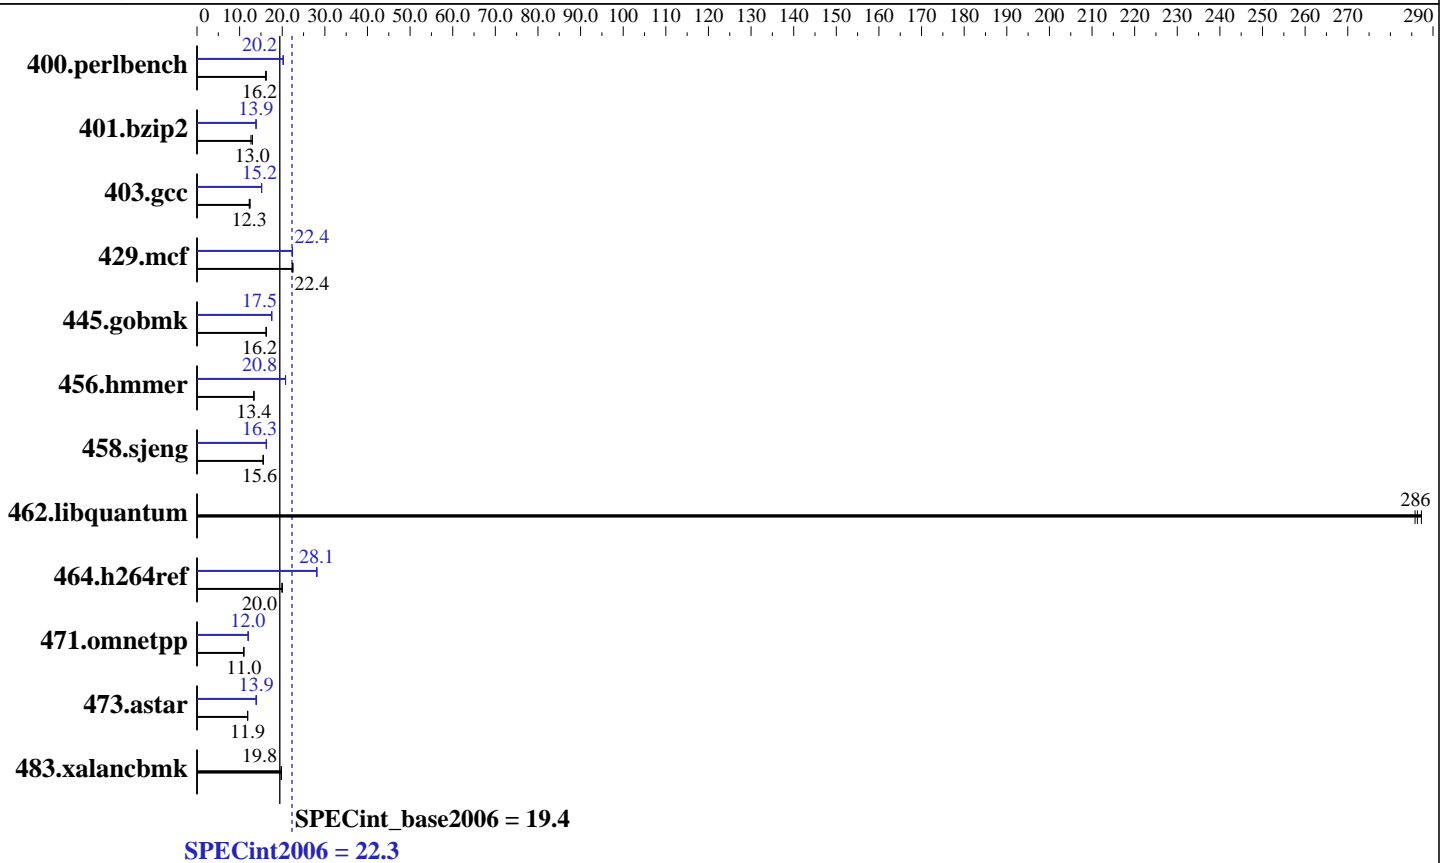 0 10.0 20.0 30.0 40.0 50.0 60.0 70.0 80.0 90.0 100 110 120 130 140 150 160 170 180 190 200 210 220 230 240 250 260 270 290
20.2
400.perlbench
16.2
13.9
401.bzip2
13.0
15.2
403.gcc
12.3
22.4
429.mcf
22.4
17.5
445.gobmk
16.2
20.8
456.hmmer
13.4
16.3
458.sjeng
15.6
286
462.libquantum
28.1
464.h264ref
20.0
12.0
471.omnetpp
11.0
13.9
473.astar
11.9
19.8
483.xalancbmk
SPECint_base2006 = 19.4
SPECint2006 = 22.3